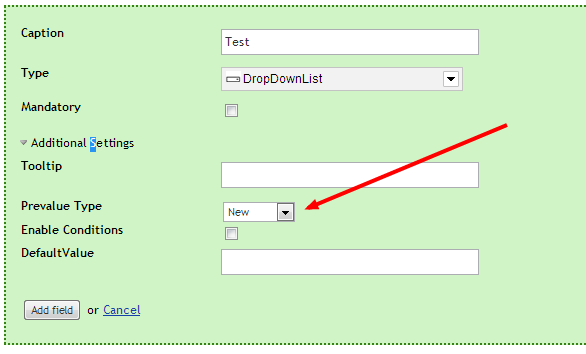 Caption
Test
Type
DropDownList
Mandatory
Additional Settings
Tooltip
Prevalue Type
New
Enable Conditions
DefaultValue
Add field or Cancel